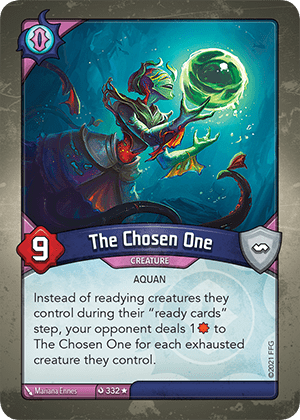 The Chosen One
9
CREATURE
AQUAN
Instead of readying creatures they
control during their “ready cards”
step, your opponent deals 1 to
The Chosen One for each exhausted
creature they control.
©2021 FFG
Mariana Ennes
332